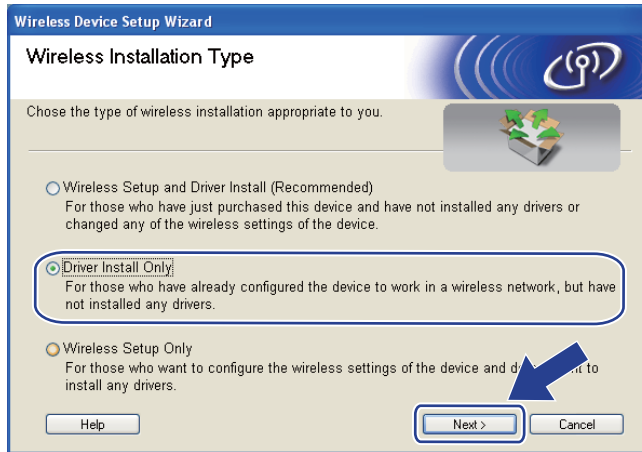 Wireless Device Setup Wizard
Wireless Installation Type
Chose the type of wireless installation appropriate to you.
Wireless Setup and Driver Install (Recommended)
For those who have just purchased this device and have not installed any drivers or
changed any of the wireless settings of the device.
Driver Install Only
For those who have already configured the device to work in a wireless network, but have
not installed any drivers.
Wireless Setup Only
For those who want to configure the wireless settings of the device and to
install any drivers.
Help
Next >
Cancel